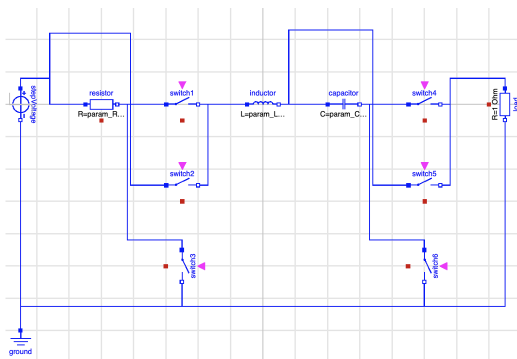 resistor
R=param_R...
switch1
inductor
L=param_L...
capacitor
C=param_C...
switch4
stepVoltage
R=1 Ohm
load
switch2
switch5
switch3
switch6
ground